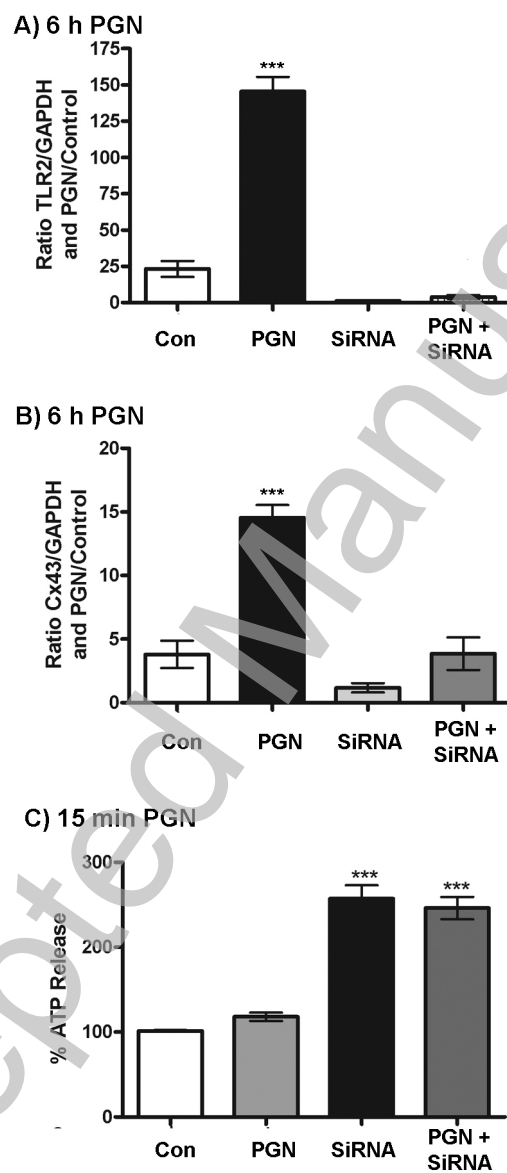 A) 6 h PGN
Ratio TLR2/GAPDH
and PGN/Control
175
150
125
100
75
50
25
0
***
Con
PGN
SiRNA
PGN +
SiRNA
B) 6 h PGN
Ratio Cx43/GAPDH
and PGN/Control
20
15
10
5
0
***
Con
PGN
SiRNA
PGN +
SiRNA
C) 15 min PGN
% ATP Release
300
200
100
0
***
***
Con
PGN
SiRNA
PGN +
SiRNA
epted Manus